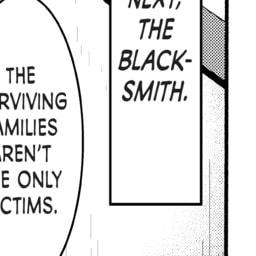 NEXT,
THE
BLACK-
SMITH.
THE
RVIVING
AMILIES
AREN'T
E ONLY
CTIMS.